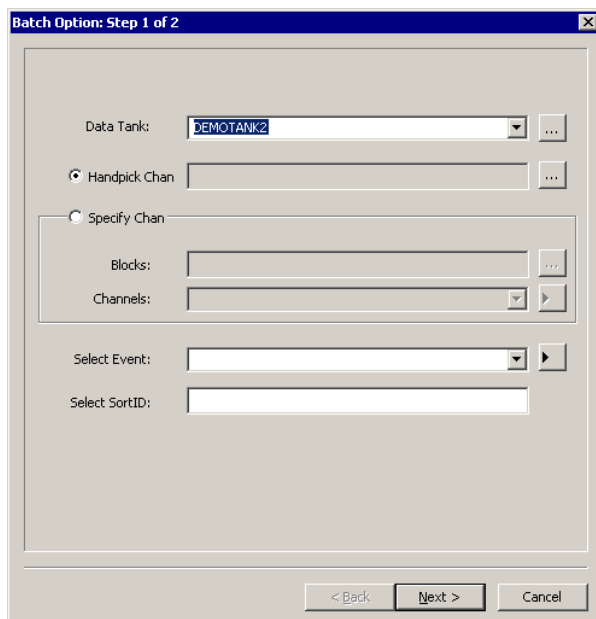 Batch Option: Step 1 of 2
Data Tank: DEMOTANK2 ...
Handpick Chan ...
Specify Chan
Blocks: ...
Channels:
Select Event:
Select SortID:
< Back Next > Cancel